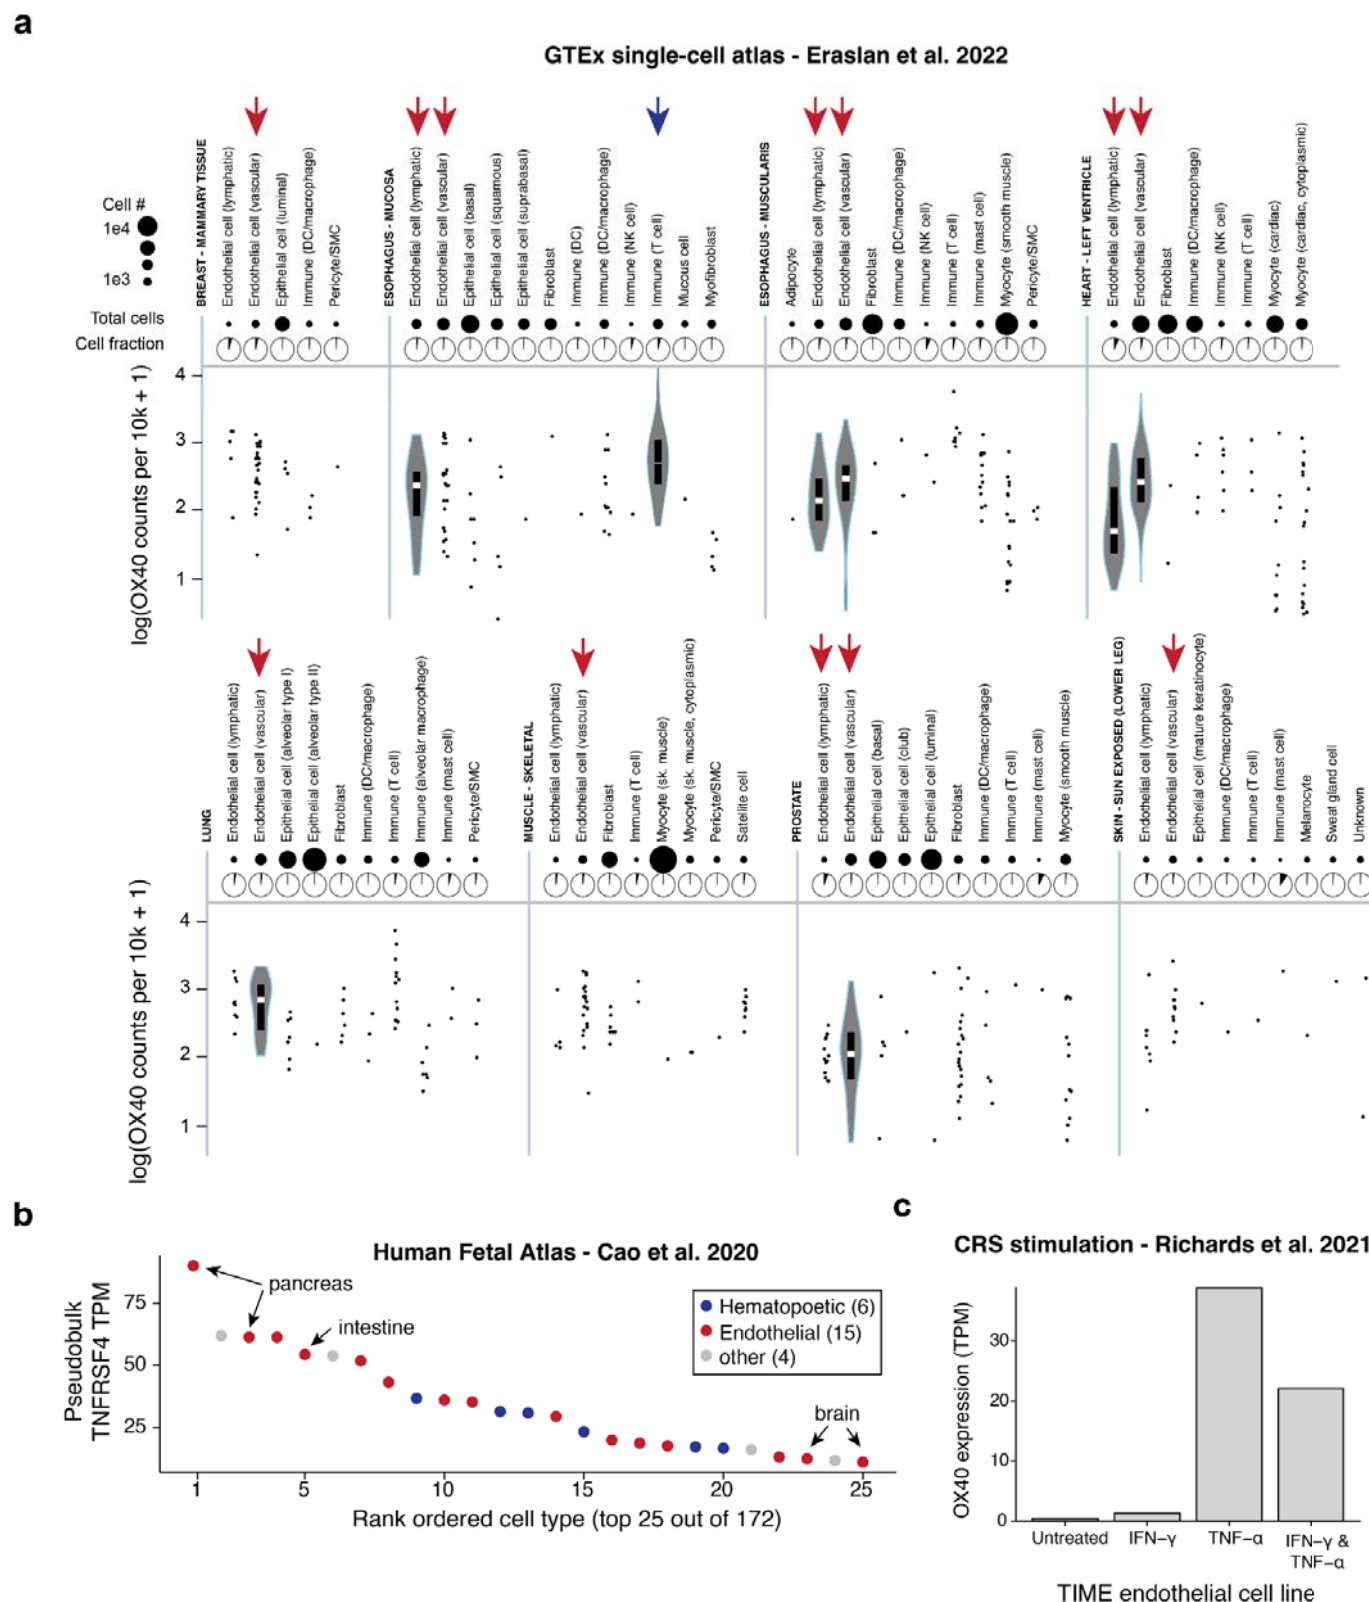 a
GTEx single-cell atlas - Eraslan et al. 2022
Cell #
1e4
1e3
Total cells
Cell fraction
BREAST - MAMMARY TISSUE
Endothelial cell (lymphatic)
Endothelial cell (vascular)
Epithelial cell (luminal)
Immune (DC/macrophage)
Pericyte/SMC
ESOPHAGUS - MUCOSA
Endothelial cell (lymphatic)
Endothelial cell (vascular)
Epithelial cell (basal)
Epithelial cell (squamous)
Epithelial cell (suprabasal)
Fibroblast
Immune (DC)
Immune (DC/macrophage)
Immune (NK cell)
Immune (T cell)
Mucous cell
Myofibroblast
ESOPHAGUS - MUSCULARIS
Adipocyte
Endothelial cell (lymphatic)
Endothelial cell (vascular)
Fibroblast
Immune (DC/macrophage)
Immune (NK cell)
Immune (T cell)
Immune (mast cell)
Myocyte (smooth muscle)
Pericyte/SMC
HEART - LEFT VENTRICLE
Endothelial cell (lymphatic)
Endothelial cell (vascular)
Fibroblast
Immune (DC/macrophage)
Immune (NK cell)
Immune (T cell)
Myocyte (cardiac)
Myocyte (cardiac, cytoplasmic)
log(OX40 counts per 10k + 1)
4
3
2
1
LUNG
Endothelial cell (lymphatic)
Endothelial cell (vascular)
Epithelial cell (alveolar type I)
Epithelial cell (alveolar type II)
Fibroblast
Immune (DC/macrophage)
Immune (T cell)
Immune (alveolar macrophage)
Immune (mast cell)
Pericyte/SMC
MUSCLE - SKELETAL
Endothelial cell (lymphatic)
Endothelial cell (vascular)
Fibroblast
Immune (T cell)
Myocyte (sk. muscle)
Myocyte (sk. muscle, cytoplasmic)
Pericyte/SMC
Satellite cell
PROSTATE
Endothelial cell (lymphatic)
Endothelial cell (vascular)
Epithelial cell (basal)
Epithelial cell (club)
Epithelial cell (luminal)
Fibroblast
Immune (DC/macrophage)
Immune (T cell)
Immune (mast cell)
Myocyte (smooth muscle)
SKIN - SUN EXPOSED (LOWER LEG)
Endothelial cell (lymphatic)
Endothelial cell (vascular)
Epithelial cell (mature keratinocyte)
Immune (DC/macrophage)
Immune (T cell)
Immune (mast cell)
Melanocyte
Sweat gland cell
Unknown
log(OX40 counts per 10k + 1)
4
3
2
1
b
Human Fetal Atlas - Cao et al. 2020
Pseudobulk
TNFRSF4 TPM
75
50
25
pancreas
intestine
brain
Hematopoetic (6)
Endothelial (15)
other (4)
1 5 10 15 20 25
Rank ordered cell type (top 25 out of 172)
c
CRS stimulation - Richards et al. 2021
OX40 expression (TPM)
30
20
10
0
Untreated IFN-γ TNF-α IFN-γ &
TNF-α
TIME endothelial cell line